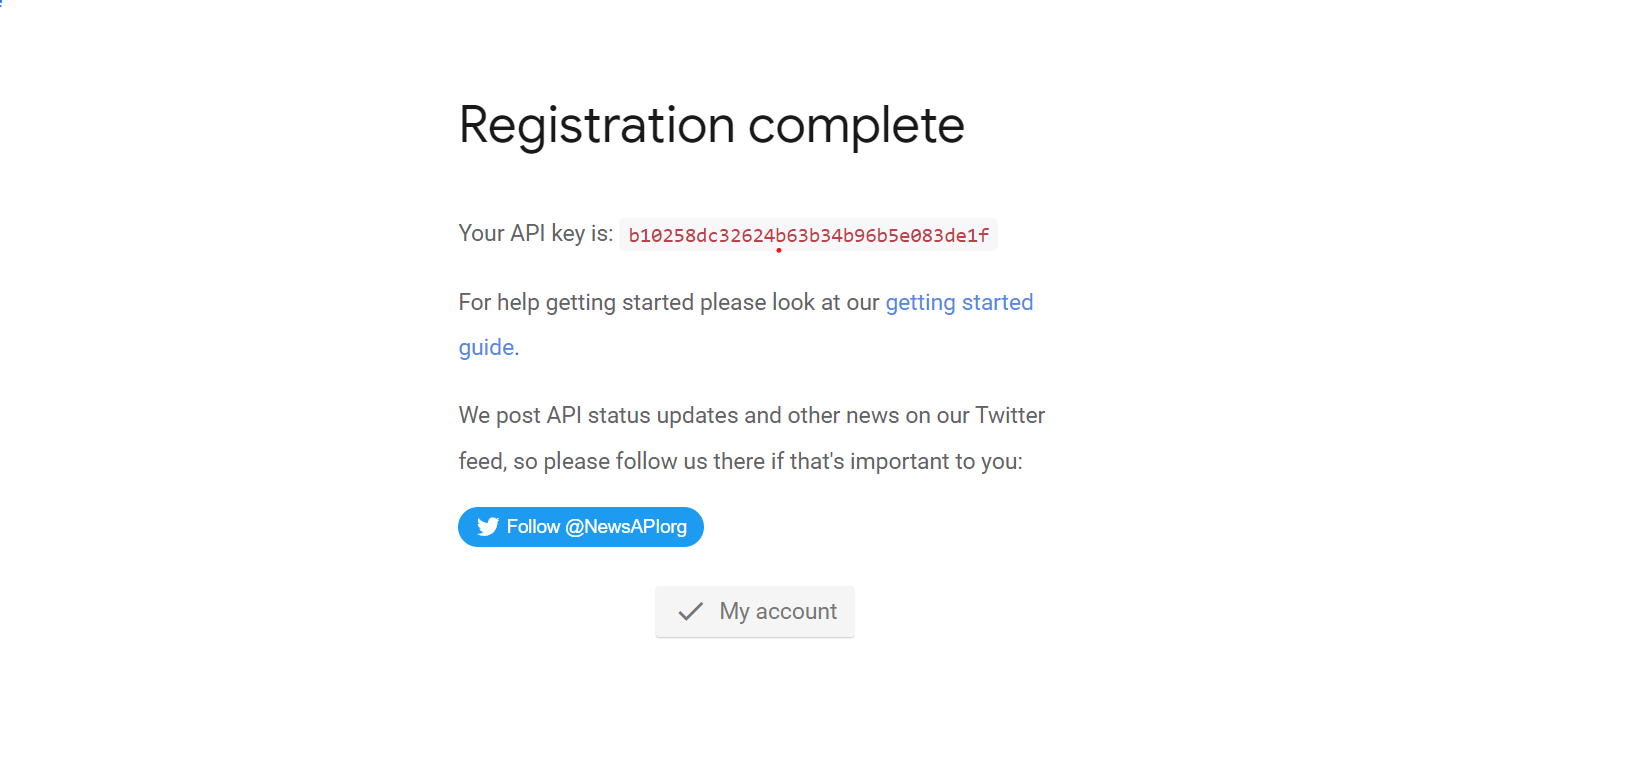 Registration complete
Your API key is: b10258dc32624b63b34b96b5e083de1f
For help getting started please look at our getting started
guide.
We post API status updates and other news on our Twitter
feed, so please follow us there if that's important to you:
Follow @NewsAPIorg
My account